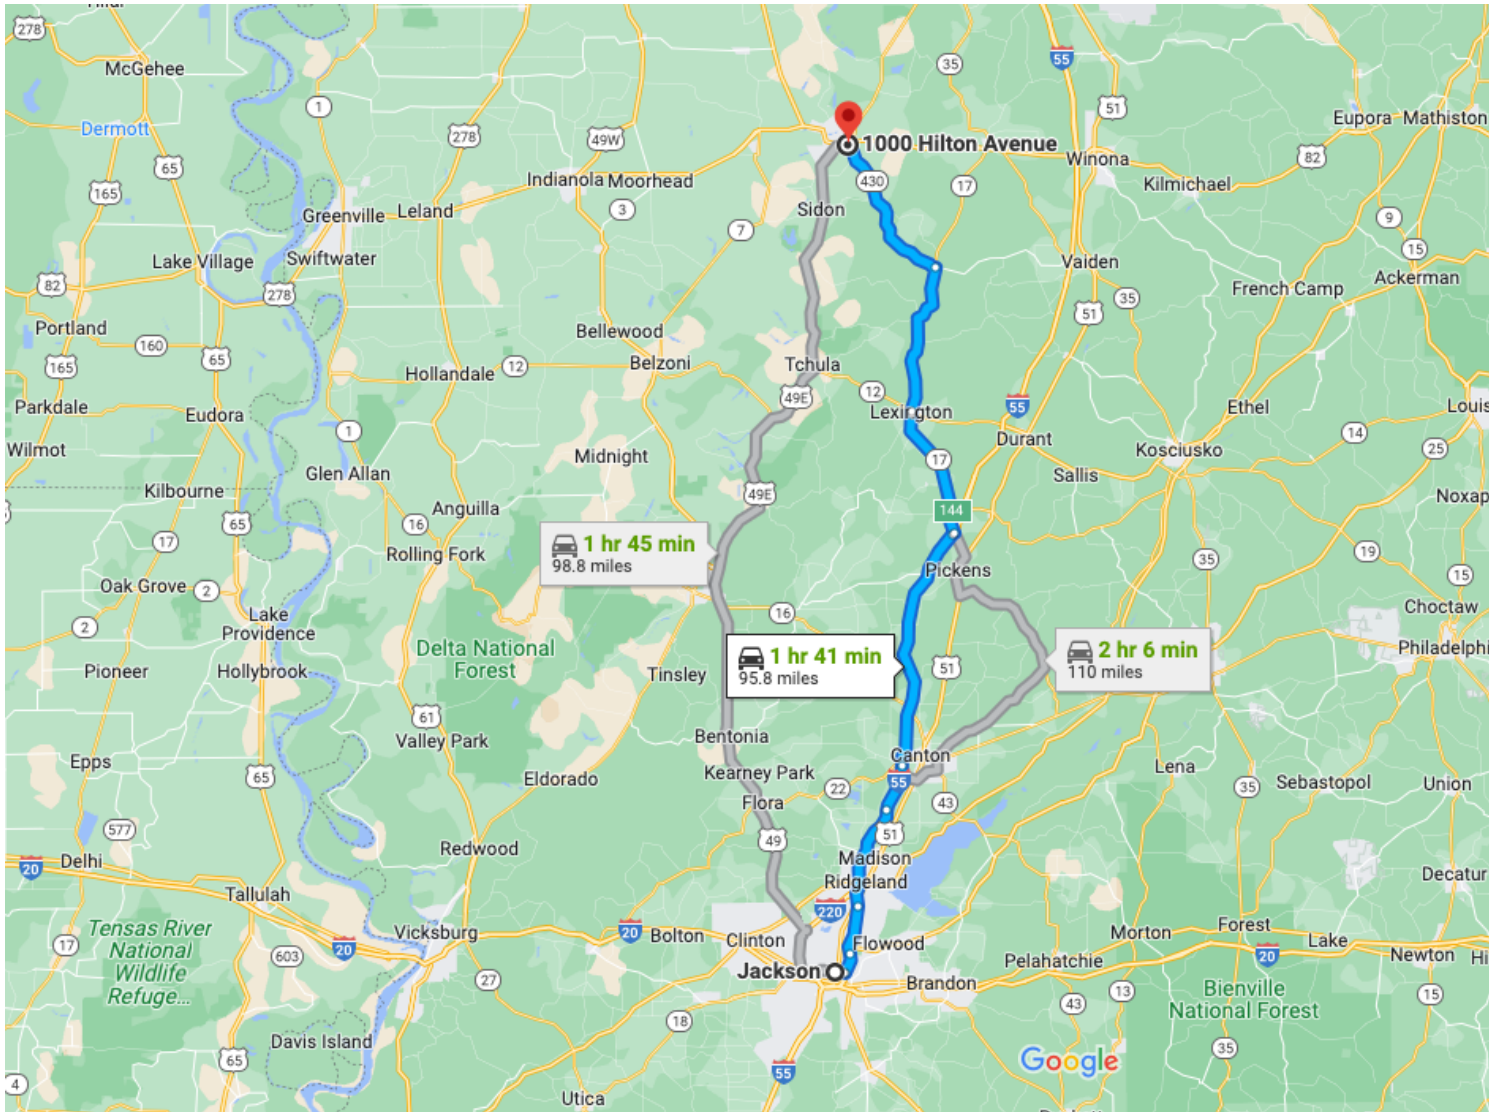 278
McGehee
35
55
1
51
Dermott
278
49W
Eupora
Mathiston
1000 Hilton Avenue
82
65
Winona
165
Indianola
Moorhead
430
17
Kilmichael
3
Greenville
Leland
Sidon
9
7
15
Lake Village
Swiftwater
Vaiden
Ackerman
82
278
35
French Camp
51
Portland
160
Bellewood
65
165
Hollandale
12
Belzoni
Tchula
12
49E
55
Parkdale
Eudora
Lexington
Ethel
Louis
1
Durant
14
Wilmot
Midnight
17
Kosciusko
25
Glen Allan
Sallis
Kilbourne
49E
Noxap
Anguilla
144
65
16
17
1 hr 45 min
98.8 miles
Rolling Fork
19
35
Pickens
15
Oak Grove
2
Lake
Providence
16
Choctaw
2
Delta National
Forest
1 hr 41 min
95.8 miles
2 hr 6 min
110 miles
Philadelphi
Pioneer
Hollybrook
Tinsley
51
61
Valley Park
Bentonia
Canton
Epps
65
Eldorado
Kearney Park
55
Lena
Sebastopol
Union
22
43
35
Flora
577
49
51
Delhi
20
Redwood
Madison
Ridgeland
Decatur
Tallulah
220
Tensas River
National
Wildlife
Refuge...
17
603
20
Vicksburg
20
Bolton
Clinton
Flowood
Morton
Forest
Lake
20
Newton
Hi
Jackson
Pelahatchie
27
Brandon
43
13
Bienville
National Forest
15
18
Davis Island
65
35
Google
55
4
Utica